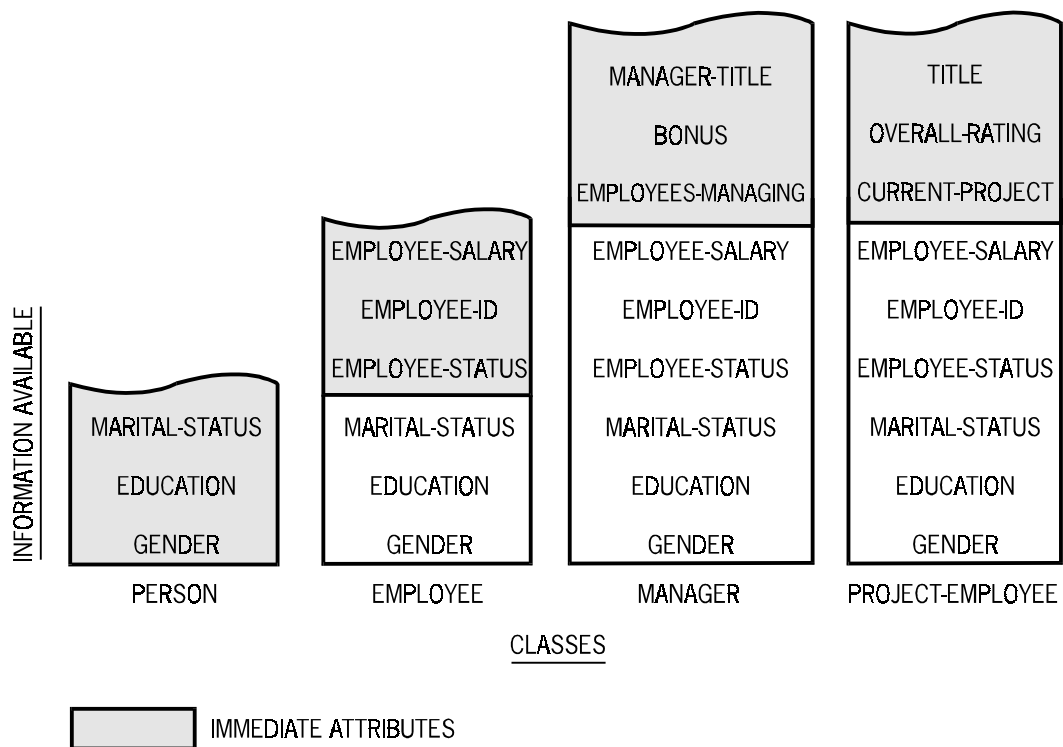 MANAGER-TITLE
BONUS
EMPLOYEES-MANAGING
TITLE
OVERALL-RATING
CURRENT-PROJECT
EMPLOYEE-SALARY
EMPLOYEE-ID
EMPLOYEE-STATUS
EMPLOYEE-SALARY
EMPLOYEE-ID
EMPLOYEE-STATUS
EMPLOYEE-SALARY
EMPLOYEE-ID
EMPLOYEE-STATUS
INFORMATION AVAILABLE
MARITAL-STATUS
EDUCATION
GENDER
MARITAL-STATUS
EDUCATION
GENDER
MARITAL-STATUS
EDUCATION
GENDER
MARITAL-STATUS
EDUCATION
GENDER
PERSON
EMPLOYEE
MANAGER
PROJECT-EMPLOYEE
CLASSES
IMMEDIATE ATTRIBUTES